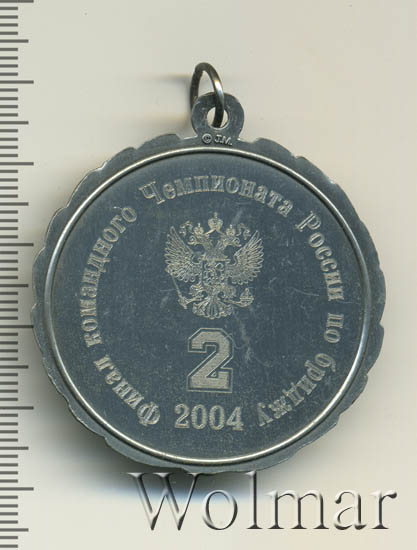 © J.M.
Финал командного Чемпионата России по бриджу
2
2004
Wolmar